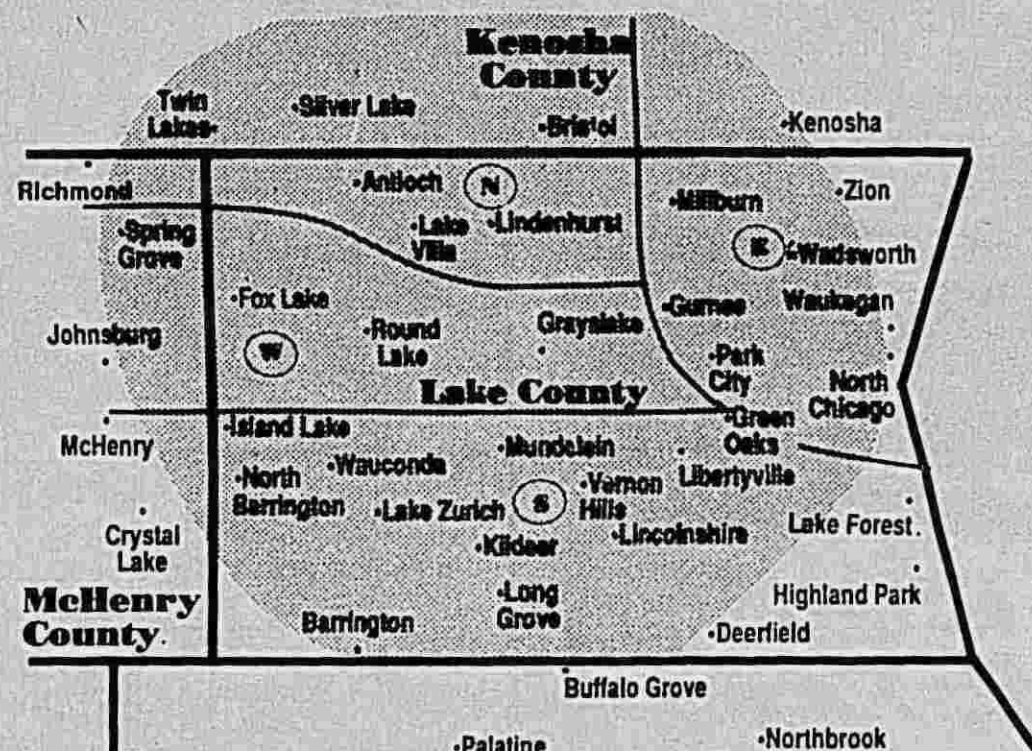 Kenosha
County
Twin
Lakes
Silver Lake
Bristol
Kenosha
Richmond
Antioch
N
Millburn
Zion
Spring
Grove
Lake
Villa
Lindenhurst
E
Wadsworth
Fox Lake
Gurnee
Waukegan
Johnsburg
W
Round
Lake
Grayslake
Park
City
North
Chicago
Lake County
McHenry
Island Lake
Green
Oaks
Mundelein
North
Barrington
Wauconda
Vernon
Hills
Libertyville
Lake Zurich
S
Crystal
Lake
Kildeer
Lincolnshire
Lake Forest.
McHenry
County.
Long
Grove
Highland Park
Barrington
Deerfield
Buffalo Grove
Palatine
Northbrook